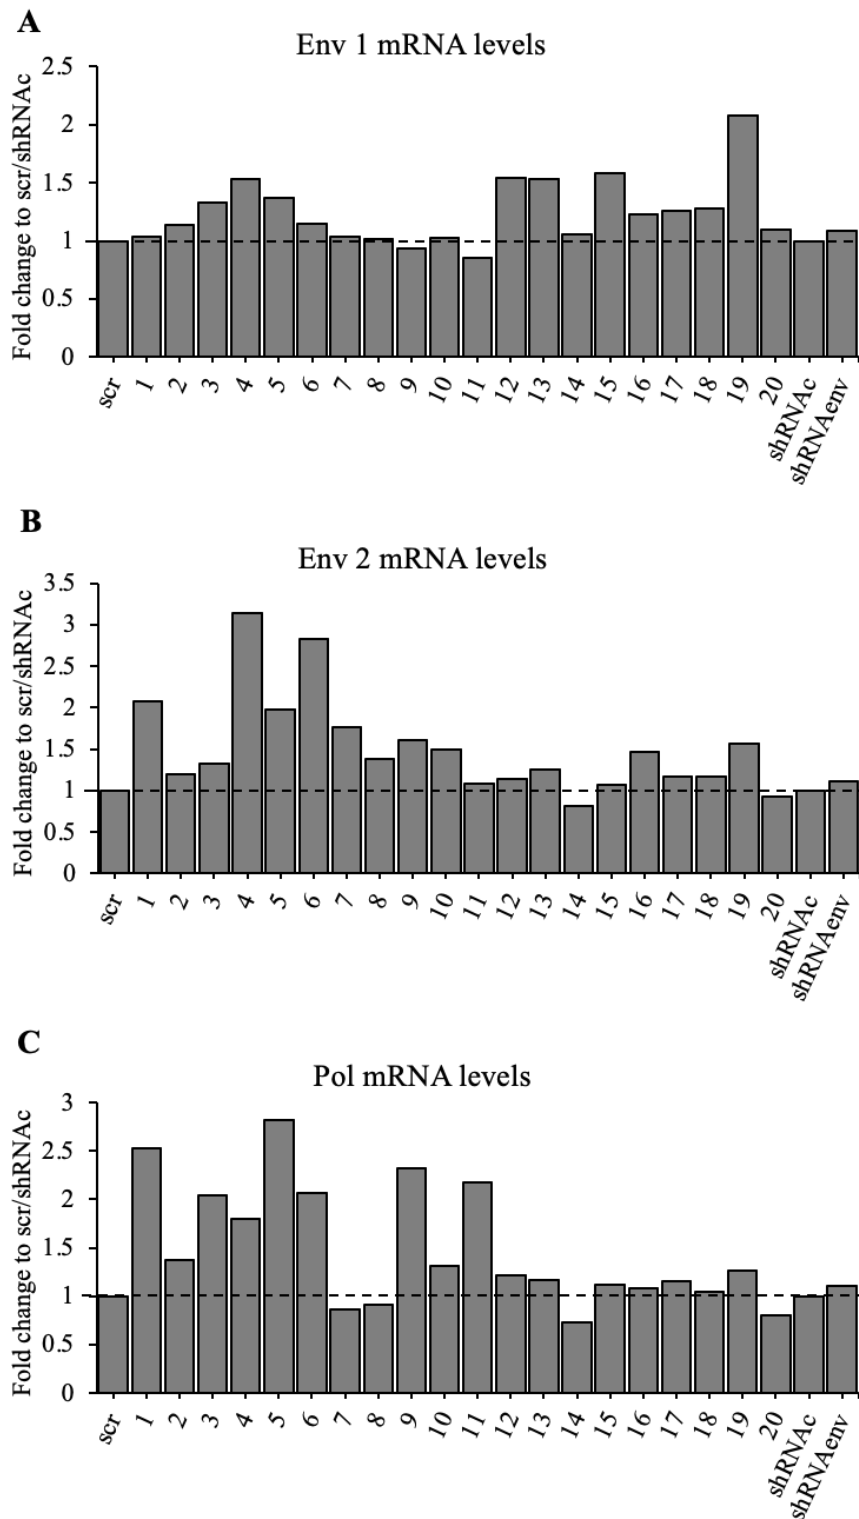 A
Env 1 mRNA levels
Fold change to scr/shRNAc
2.5
2
1.5
1
0.5
0
scr 1 2 3 4 5 6 7 8 9 10 11 12 13 14 15 16 17 18 19 20 shRNAc shRNAenv
B
Env 2 mRNA levels
Fold change to scr/shRNAc
3.5
3
2.5
2
1.5
1
0.5
0
scr 1 2 3 4 5 6 7 8 9 10 11 12 13 14 15 16 17 18 19 20 shRNAc shRNAenv
C
Pol mRNA levels
Fold change to scr/shRNAc
3
2.5
2
1.5
1
0.5
0
scr 1 2 3 4 5 6 7 8 9 10 11 12 13 14 15 16 17 18 19 20 shRNAc shRNAenv